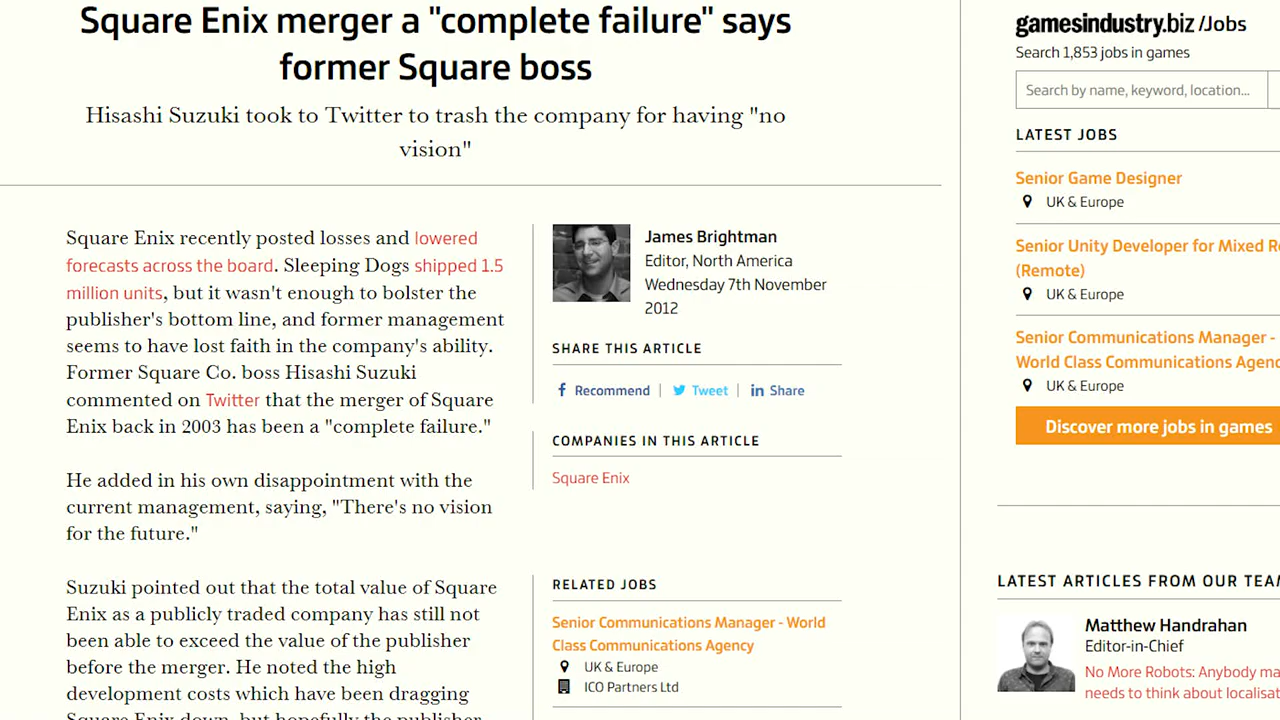 Square Enix merger a "complete failure" says
former Square boss
Hisashi Suzuki took to Twitter to trash the company for having "no
vision"
Square Enix recently posted losses and lowered
forecasts across the board. Sleeping Dogs shipped 1.5
million units, but it wasn't enough to bolster the
publisher's bottom line, and former management
seems to have lost faith in the company's ability.
Former Square Co. boss Hisashi Suzuki
commented on Twitter that the merger of Square
Enix back in 2003 has been a "complete failure."
He added in his own disappointment with the
current management, saying, "There's no vision
for the future."
Suzuki pointed out that the total value of Square
Enix as a publicly traded company has still not
been able to exceed the value of the publisher
before the merger. He noted the high
development costs which have been dragging
Square Enix down, but hopefully the publisher
James Brightman
Editor, North America
Wednesday 7th November
2012
SHARE THIS ARTICLE
Recommend | Tweet | Share
COMPANIES IN THIS ARTICLE
Square Enix
RELATED JOBS
Senior Communications Manager - World
Class Communications Agency
UK & Europe
ICO Partners Ltd
gamesindustry.biz /Jobs
Search 1,853 jobs in games
Search by name, keyword, location...
LATEST JOBS
Senior Game Designer
UK & Europe
Senior Unity Developer for Mixed
(Remote)
UK & Europe
Senior Communications Manager -
World Class Communications
UK & Europe
Discover more jobs in games
LATEST ARTICLES FROM OUR
Matthew Handrahan
Editor-in-Chief
No More Robots: Anybody
needs to think about